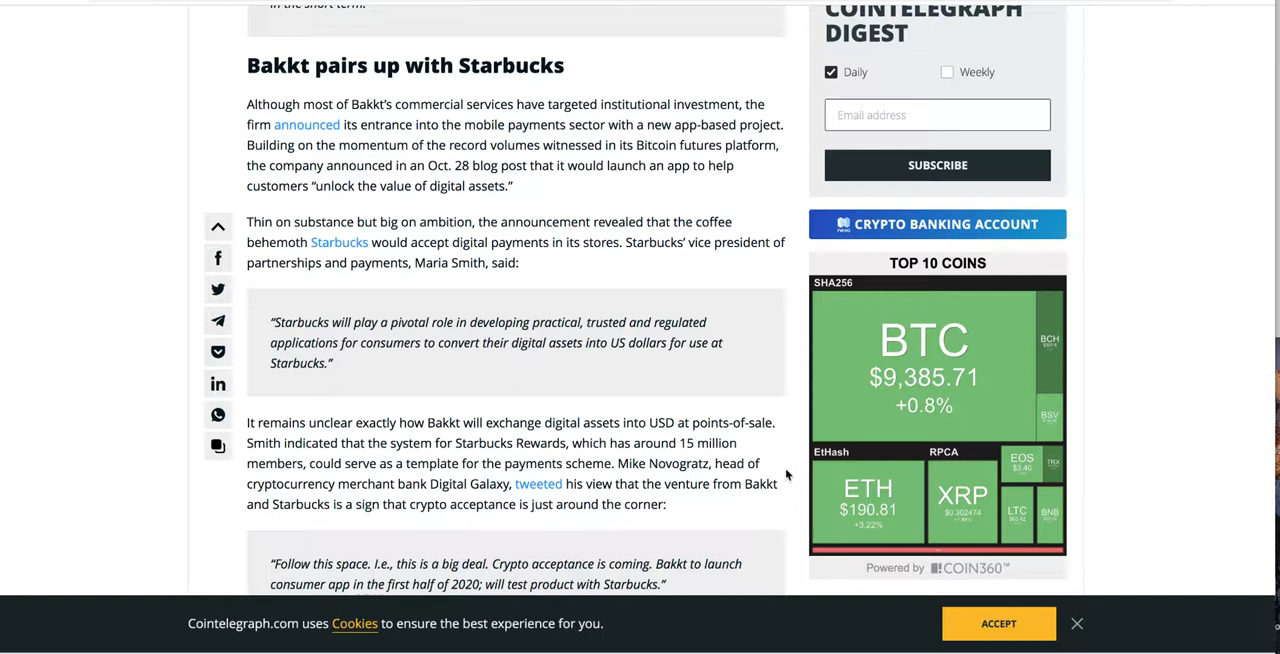 in the short term."
Bakkt pairs up with Starbucks
Although most of Bakkt's commercial services have targeted institutional investment, the
firm announced its entrance into the mobile payments sector with a new app-based project.
Building on the momentum of the record volumes witnessed in its Bitcoin futures platform,
the company announced in an Oct. 28 blog post that it would launch an app to help
customers “unlock the value of digital assets.”
Thin on substance but big on ambition, the announcement revealed that the coffee
behemoth Starbucks would accept digital payments in its stores. Starbucks’ vice president of
partnerships and payments, Maria Smith, said:
“Starbucks will play a pivotal role in developing practical, trusted and regulated
applications for consumers to convert their digital assets into US dollars for use at
Starbucks.”
It remains unclear exactly how Bakkt will exchange digital assets into USD at points-of-sale.
Smith indicated that the system for Starbucks Rewards, which has around 15 million
members, could serve as a template for the payments scheme. Mike Novogratz, head of
cryptocurrency merchant bank Digital Galaxy, tweeted his view that the venture from Bakkt
and Starbucks is a sign that crypto acceptance is just around the corner:
“Follow this space. I.e., this is a big deal. Crypto acceptance is coming. Bakkt to launch
consumer app in the first half of 2020; will test product with Starbucks.”
COINTELEGRAPH
DIGEST
Daily
Weekly
Email address
SUBSCRIBE
nexo CRYPTO BANKING ACCOUNT
TOP 10 COINS
SHA256
BTC
$9,385.71
+0.8%
BCH
BSV
EtHash
ETH
$190.81
+3.22%
RPCA
XRP
$0.302474
EOS
$3.40
TRX
LTC
BNB
Powered by COIN360™
Cointelegraph.com uses Cookies to ensure the best experience for you.
ACCEPT